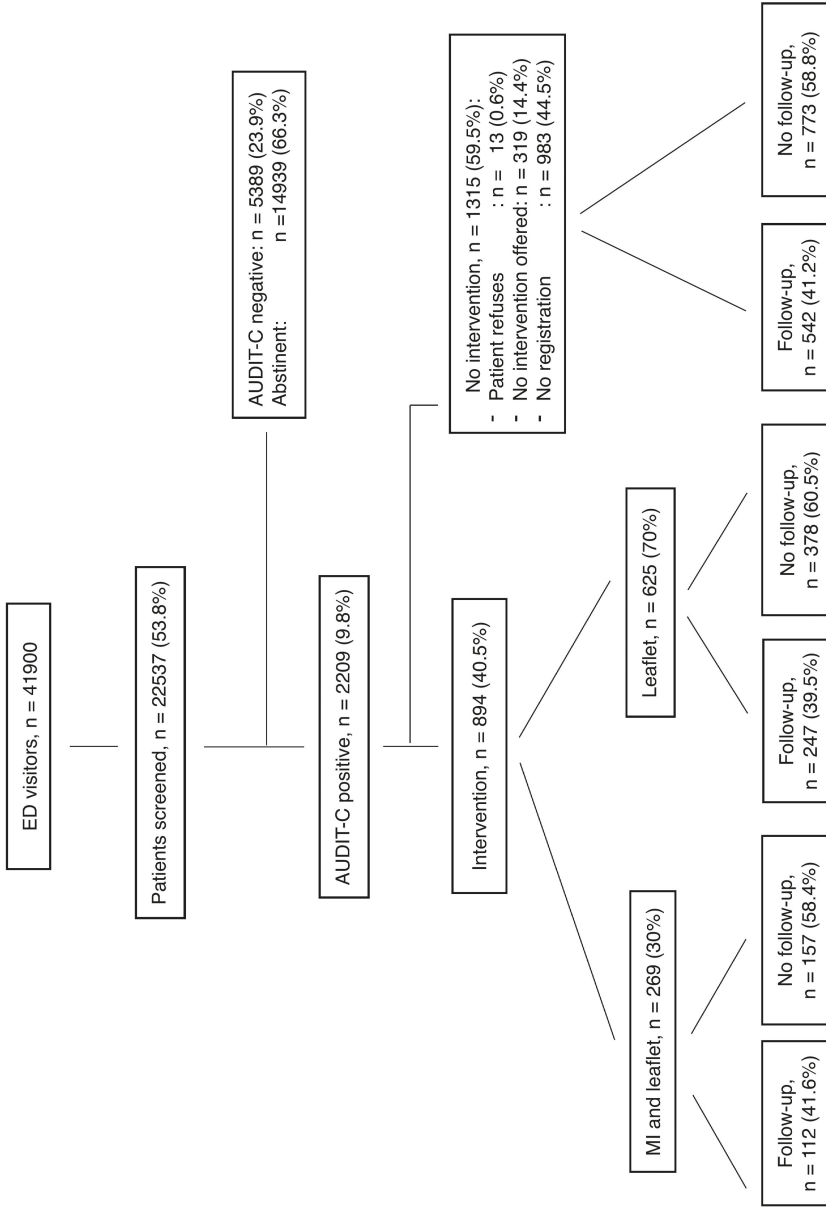 ED visitors, n = 41900
Patients screened, n = 22537 (53.8%)
AUDIT-C negative: n = 5389 (23.9%)
Abstinent: n =14939 (66.3%)
AUDIT-C positive, n = 2209 (9.8%)
No intervention, n = 1315 (59.5%):
- Patient refuses : n = 13 (0.6%)
- No intervention offered: n = 319 (14.4%)
- No registration : n = 983 (44.5%)
Intervention, n = 894 (40.5%)
MI and leaflet, n = 269 (30%)
Leaflet, n = 625 (70%)
Follow-up,
n = 112 (41.6%)
No follow-up,
n = 157 (58.4%)
Follow-up,
n = 247 (39.5%)
No follow-up,
n = 378 (60.5%)
Follow-up,
n = 542 (41.2%)
No follow-up,
n = 773 (58.8%)